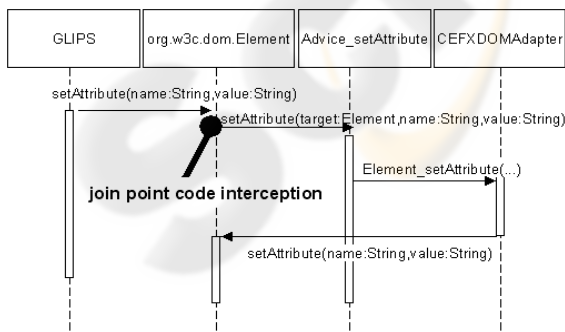 GLIPS
org.w3c.dom.Element
Advice_setAttribute
CEFXDOMAdapter
setAttribute(name:String,value:String)
setAttribute(target:Element,name:String,value:String)
Element_setAttribute(...)
join point code interception
setAttribute(name:String,value:String)